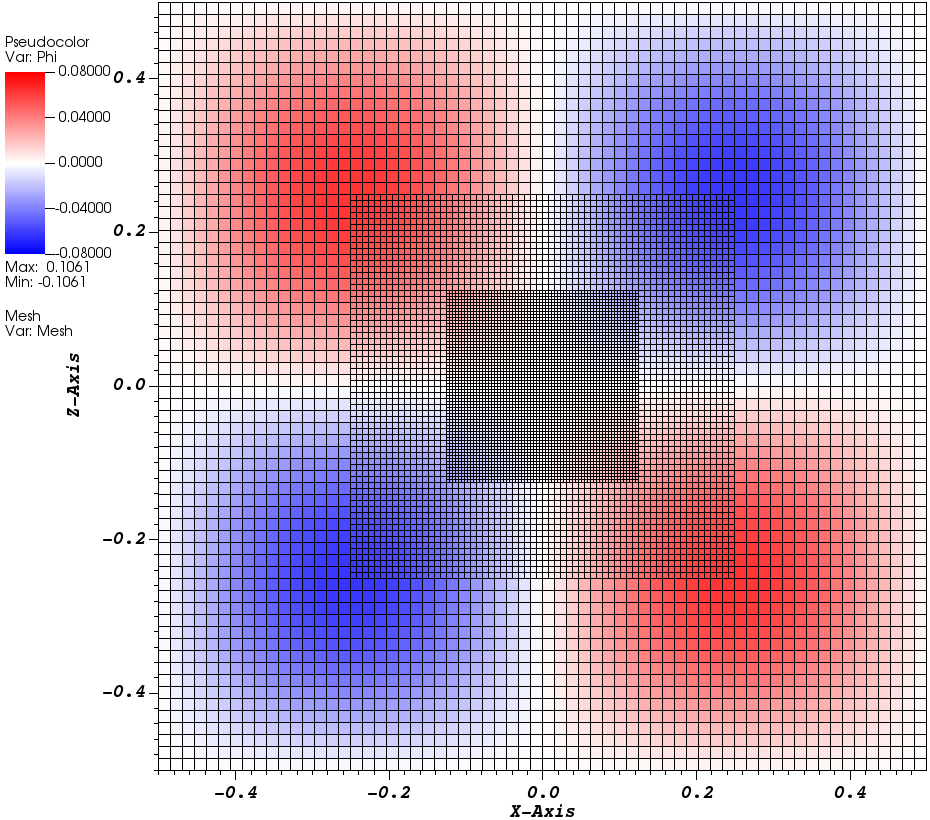 Pseudocolor
Var: Phi
0.08000
0.04000
0.0000
-0.04000
-0.08000
Max: 0.1061
Min: -0.1061
Mesh
Var: Mesh
0.4
0.2
0.0
-0.2
-0.4
Z-Axis
-0.4
-0.2
0.0
0.2
0.4
X-Axis